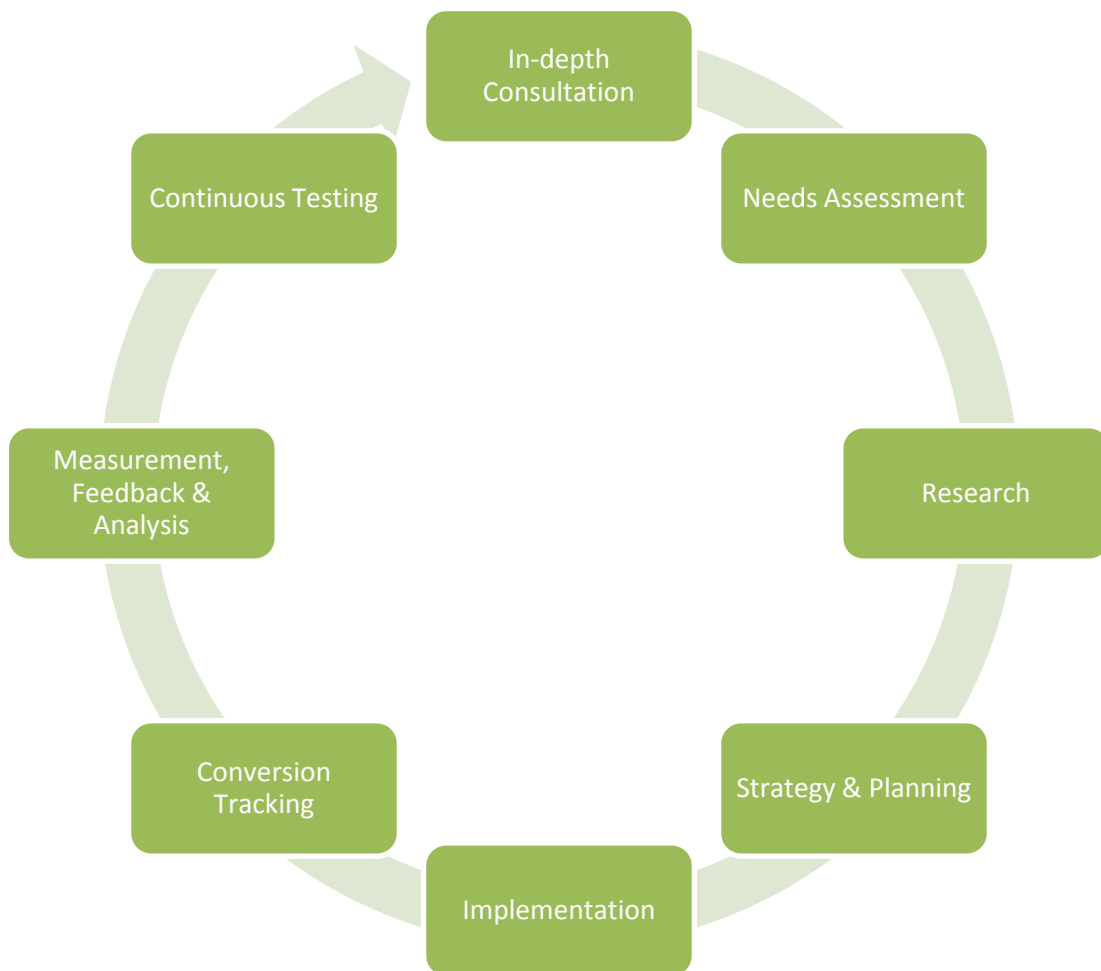 In-depth
Consultation
Needs Assessment
Research
Strategy & Planning
Implementation
Conversion
Tracking
Measurement,
Feedback &
Analysis
Continuous Testing